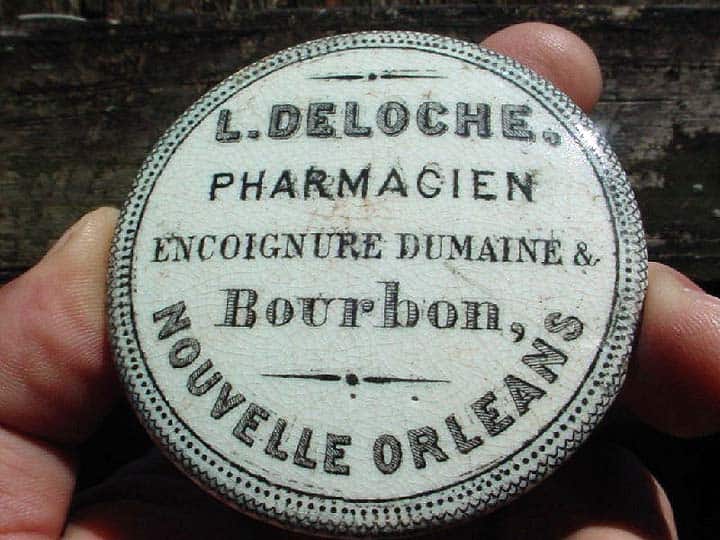 L. DELOCHE.
PHARMACIEN
ENCOIGNURE DUMAINE &
Bourbon,
NOUVELLE ORLEANS